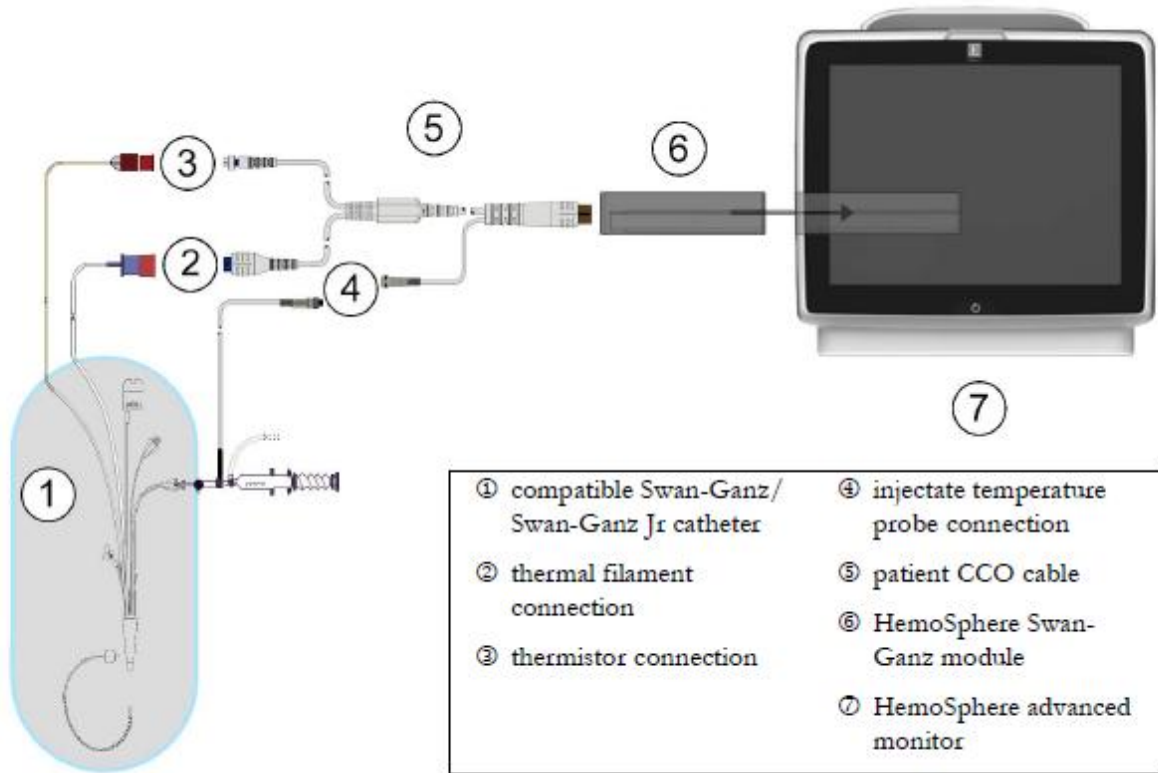 E
③
⑤
⑥
②
④
⑦
①
① compatible Swan-Ganz/
Swan-Ganz Jr catheter
② thermal filament
connection
③ thermistor connection
④ injectate temperature
probe connection
⑤ patient CCO cable
⑥ HemoSphere Swan-
Ganz module
⑦ HemoSphere advanced
monitor